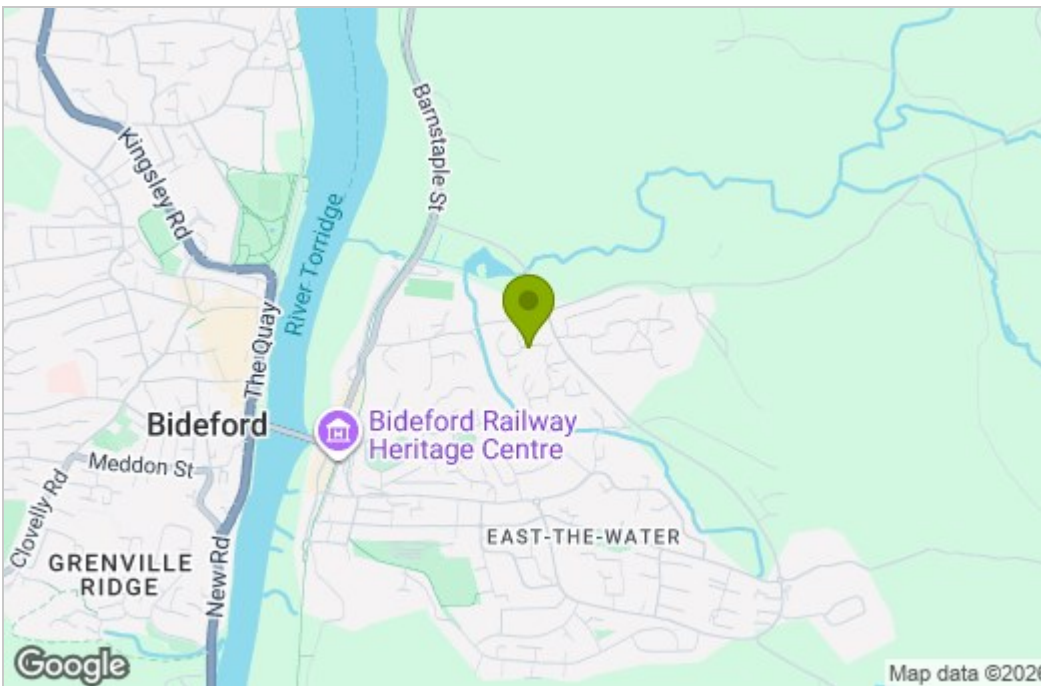 Kingsley Rd
Barnstaple St
River Torridge
The Quay
Bideford
Bideford Railway
Heritage Centre
Meddon St
Clovelly Rd
EAST-THE-WATER
GRENVILLE
RIDGE
New Rd
Google
Map data ©2026